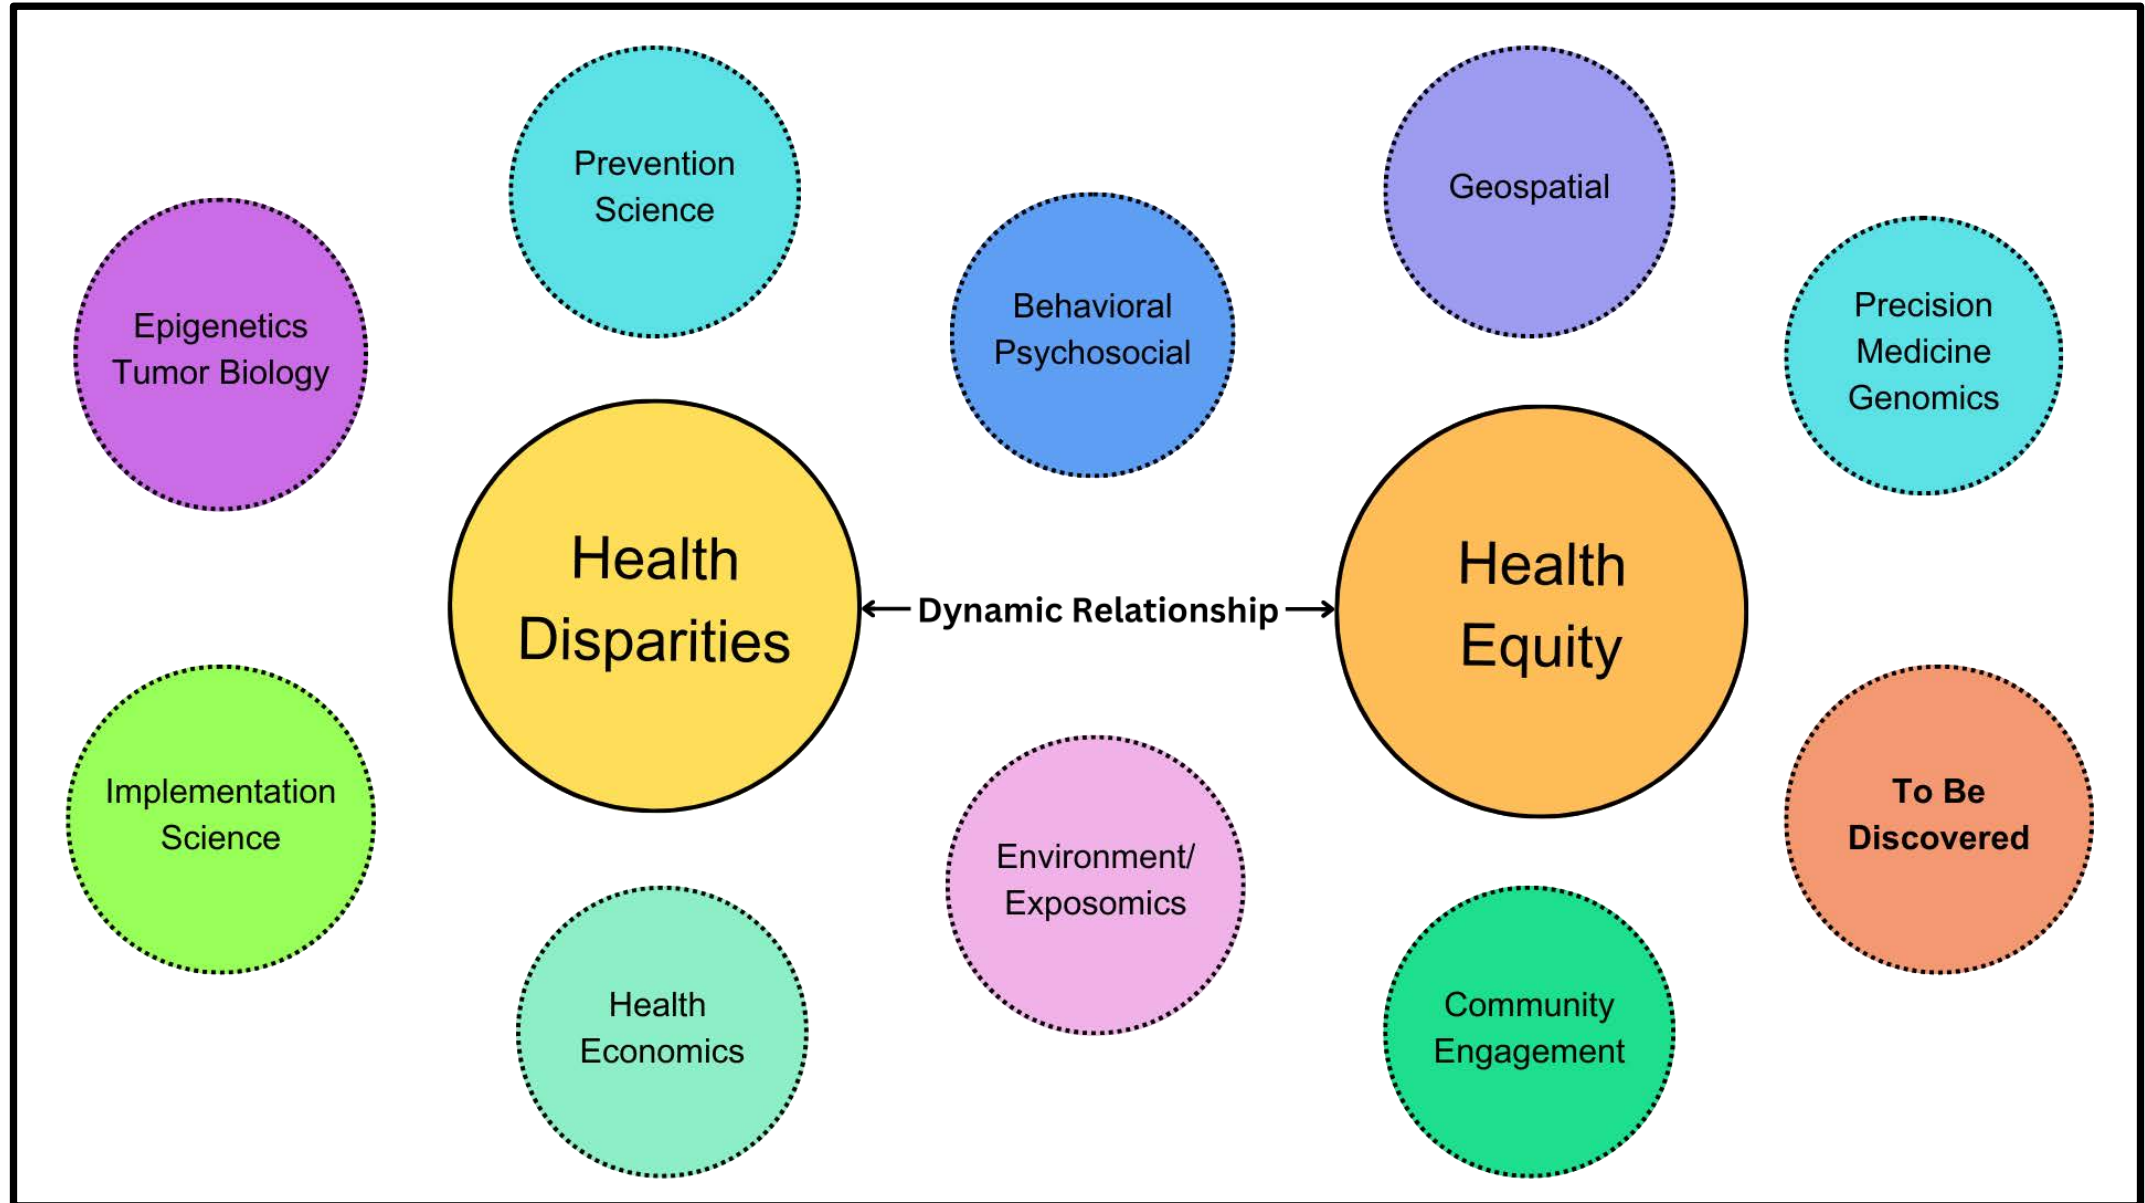 Prevention
Science
Geospatial
Epigenetics
Tumor Biology
Behavioral
Psychosocial
Precision
Medicine
Genomics
Health
Disparities
Dynamic Relationship
Health
Equity
Implementation
Science
Environment/
Exposomics
To Be
Discovered
Health
Economics
Community
Engagement